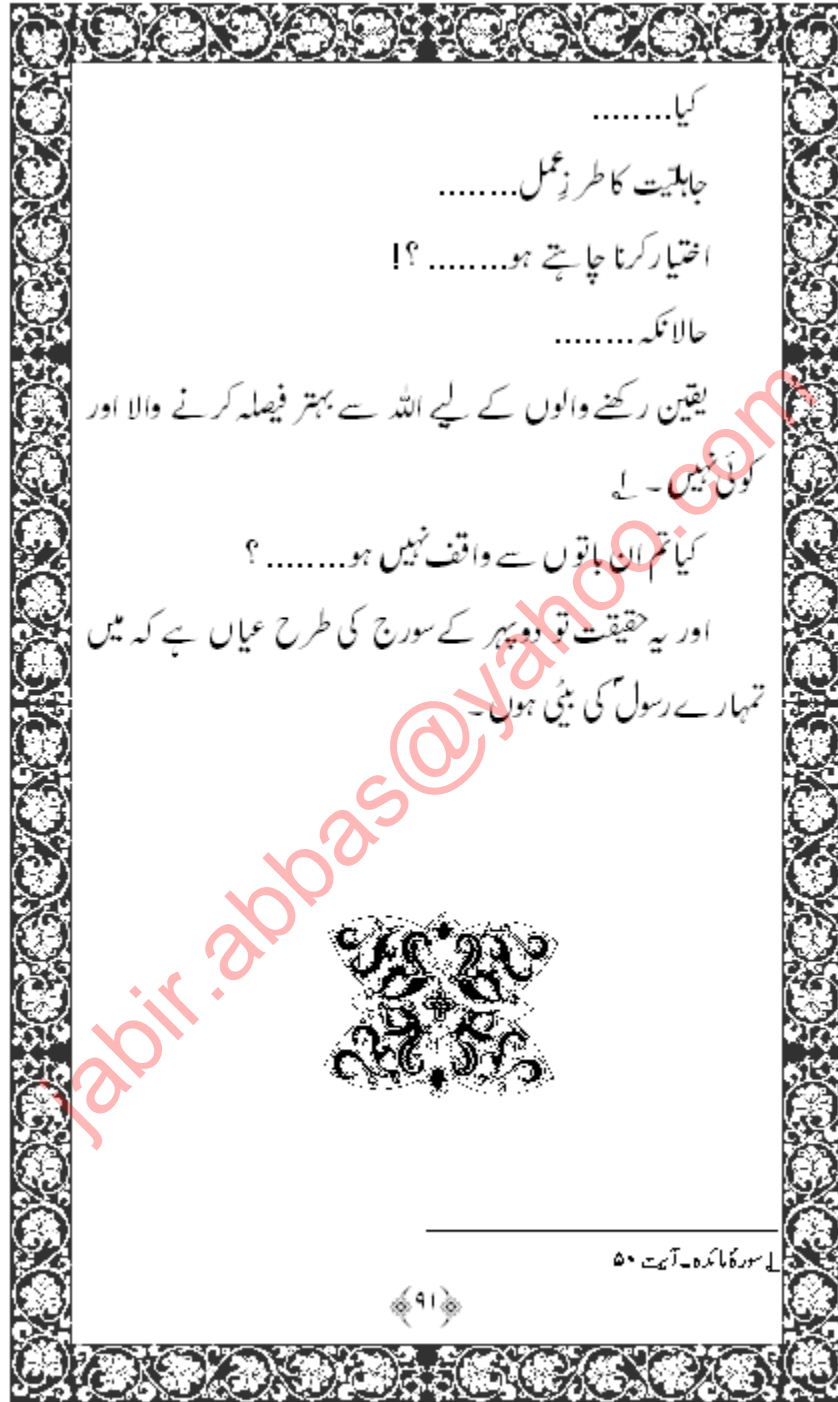 کیا........
جاہلیّت کا طرزِ عمل........
اختیار کرنا چاہتے ہو........ ؟!
حالانکہ........
یقین رکھنے والوں کے لیے اللہ سے بہتر فیصلہ کرنے والا اور
کوئی نہیں ۔ ۱؎
کیا تم ان باتوں سے واقف نہیں ہو........ ؟
اور یہ حقیقت تو دوپہر کے سورج کی طرح عیاں ہے کہ میں
تمہارے رسولؐ کی بیٹی ہوں۔
jabir.abbas@yahoo.com
۱؎ سورۂ مائدہ۔ آیت ۵۰
﴿۹۱﴾